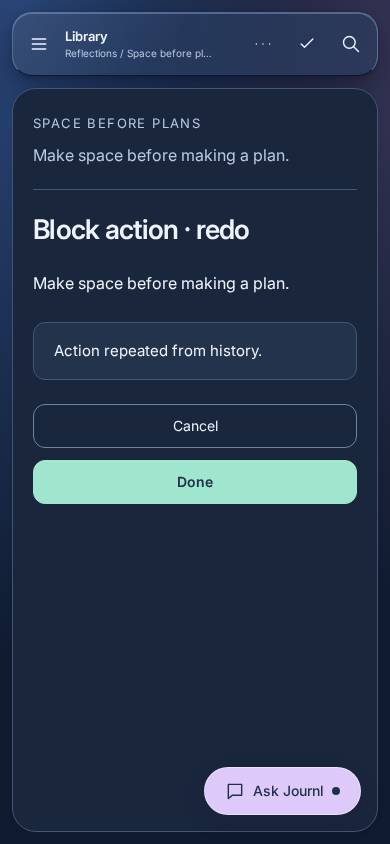 Library
Reflections / Space before pl...
SPACE BEFORE PLANS
Make space before making a plan.
Block action · redo
Make space before making a plan.
Action repeated from history.
Cancel
Done
Ask Journl